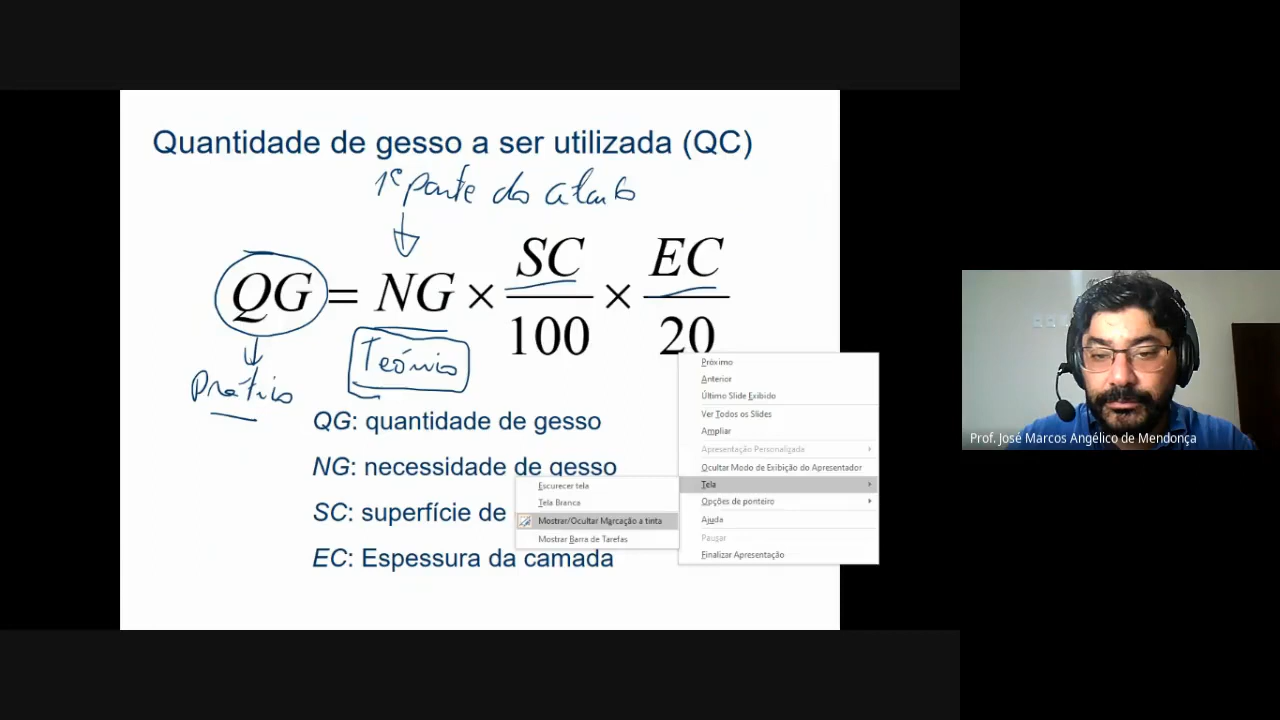 Quantidade de gesso a ser utilizada (QC)
1ª parte do
QG = NG × SC/100 × EC/20
Teórico
Prático
QG: quantidade de gesso
NG: necessidade de gesso
SC: superfície de
EC: Espessura da camada
Próximo
Anterior
Último Slide Exibido
Ver Todos os Slides
Ampliar
Apresentação Personalizada
Ocultar Modo de Exibição do Apresentador
Tela
Opções de ponteiro
Ajuda
Pausar
Finalizar Apresentação
Escurecer tela
Tela Branca
Mostrar/Ocultar Marcação a tinta
Mostrar Barra de Tarefas
Prof. José Marcos Angélico de Mendonça